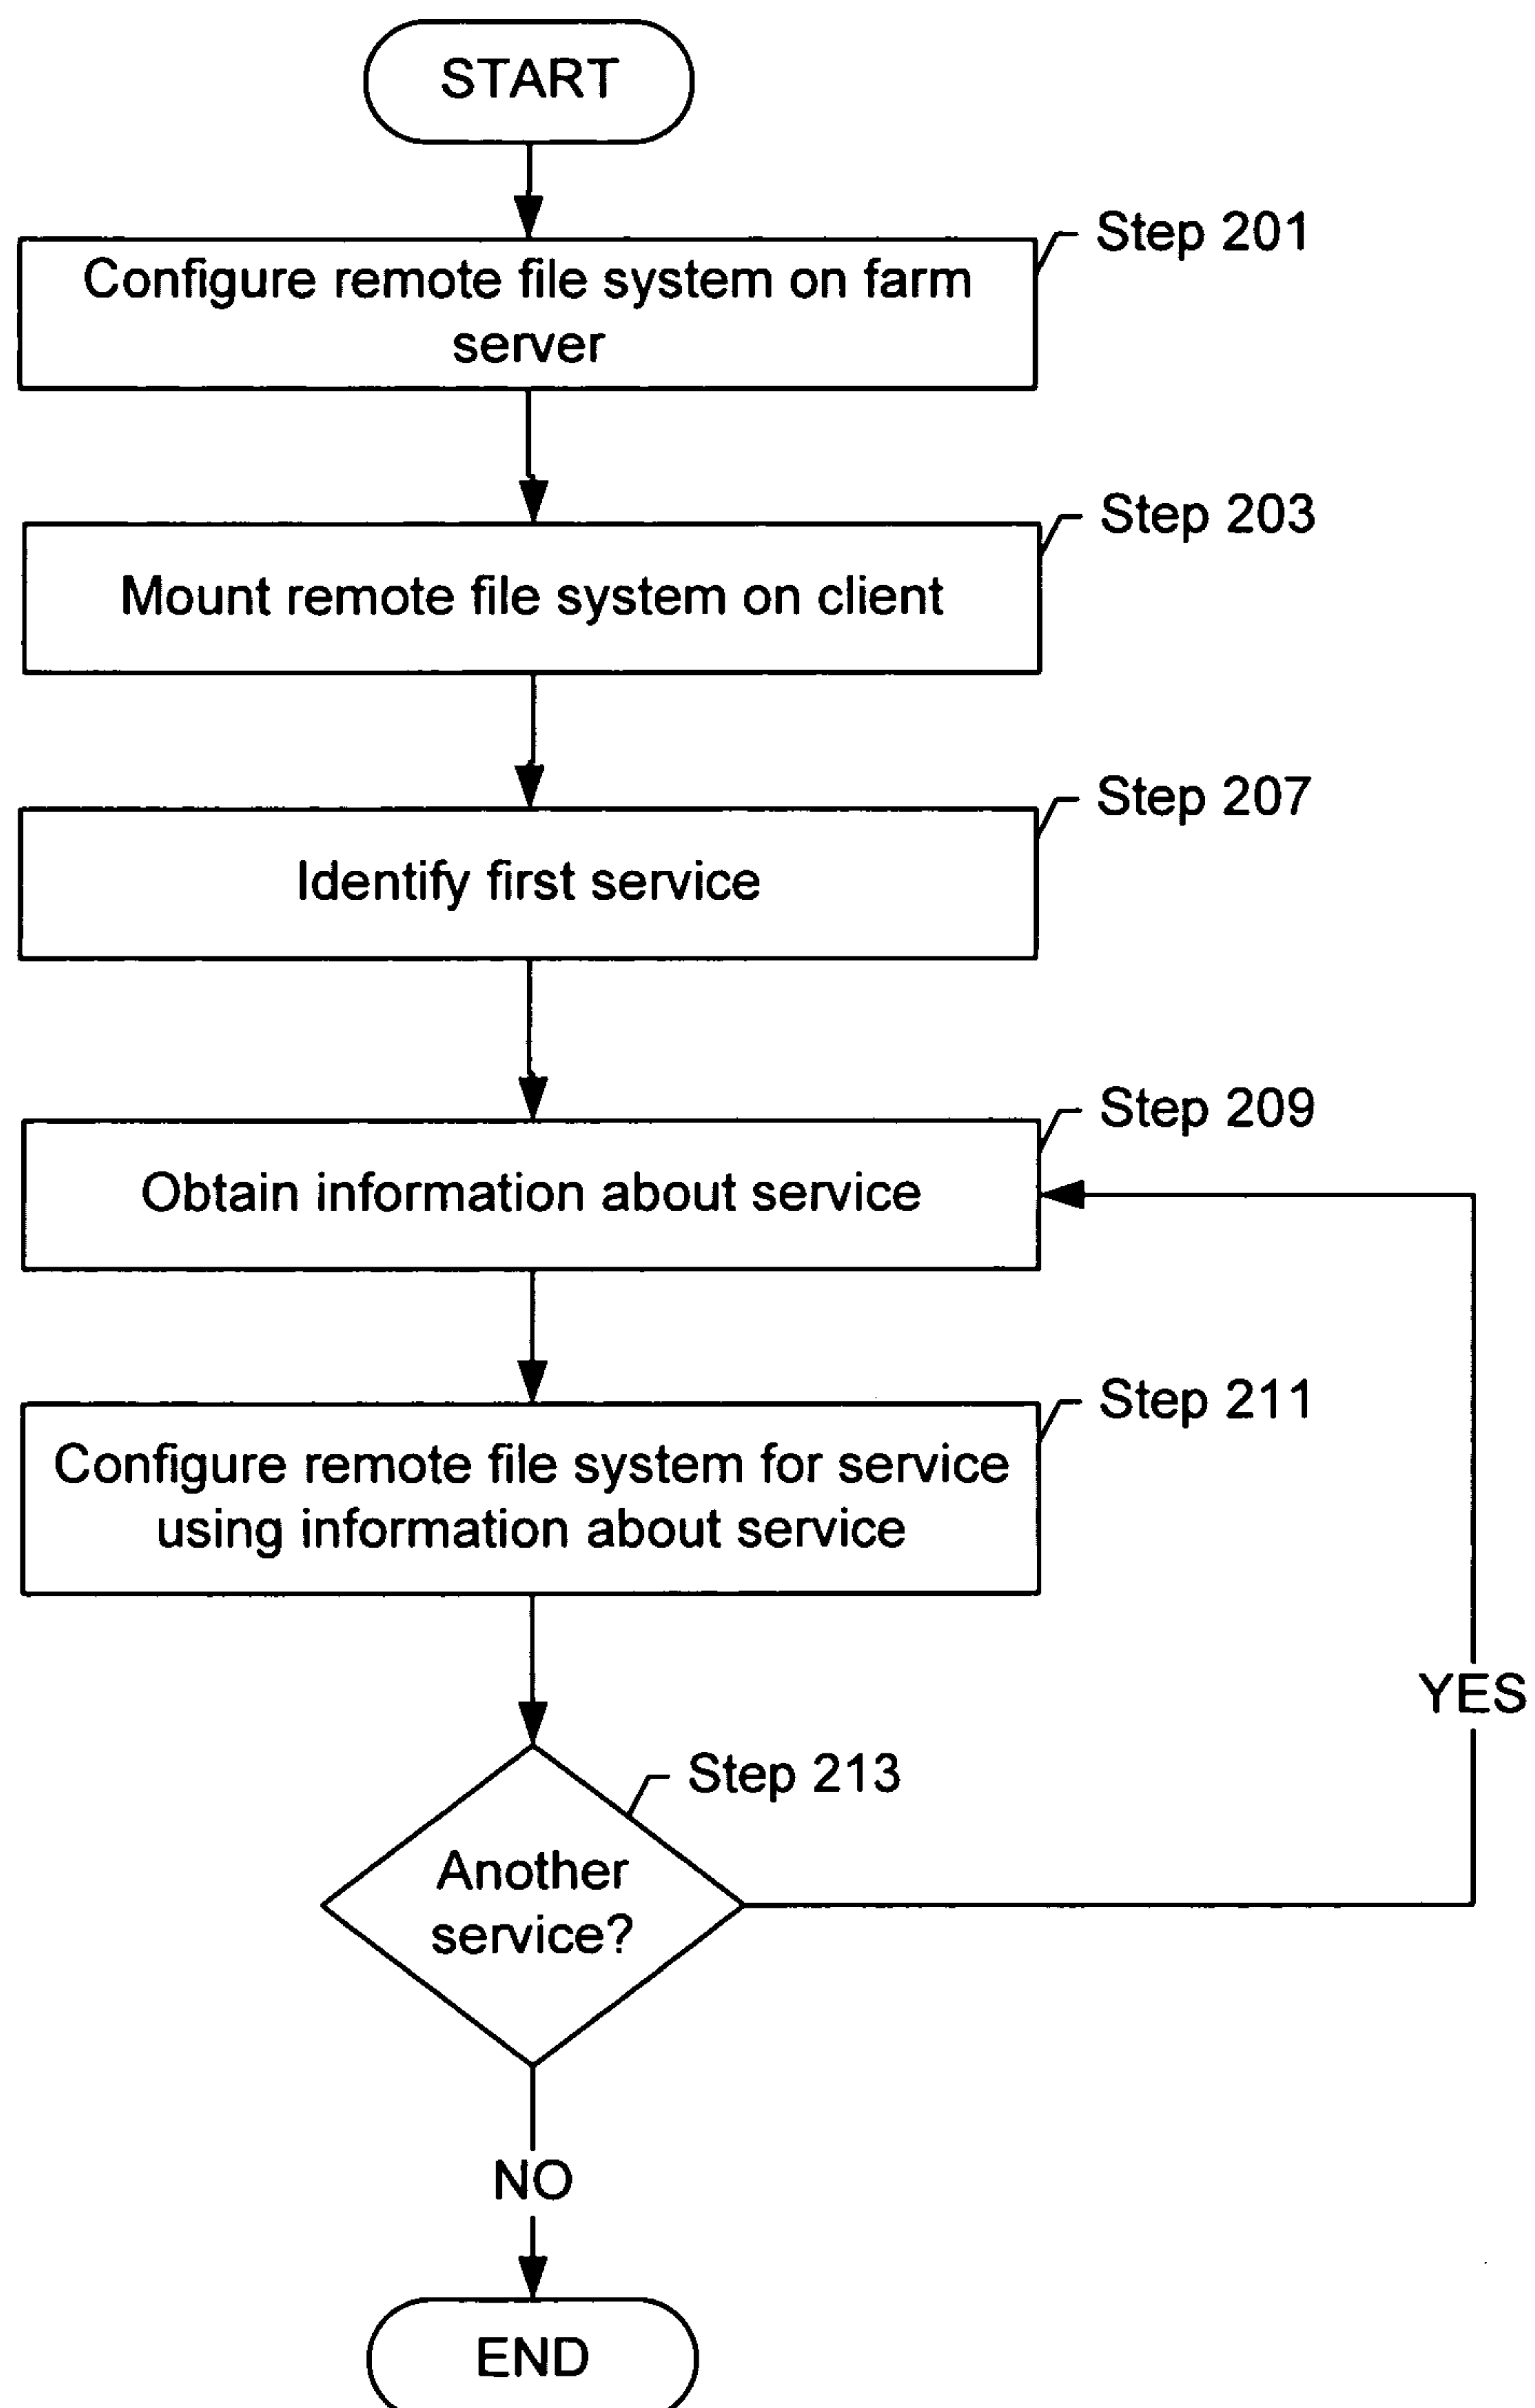 START
Step 201
Configure remote file system on farm
server
Step 203
Mount remote file system on client
Step 207
Identify first service
Step 209
Obtain information about service
Step 211
Configure remote file system for service
using information about service
YES
Step 213
Another
service?
NO
END